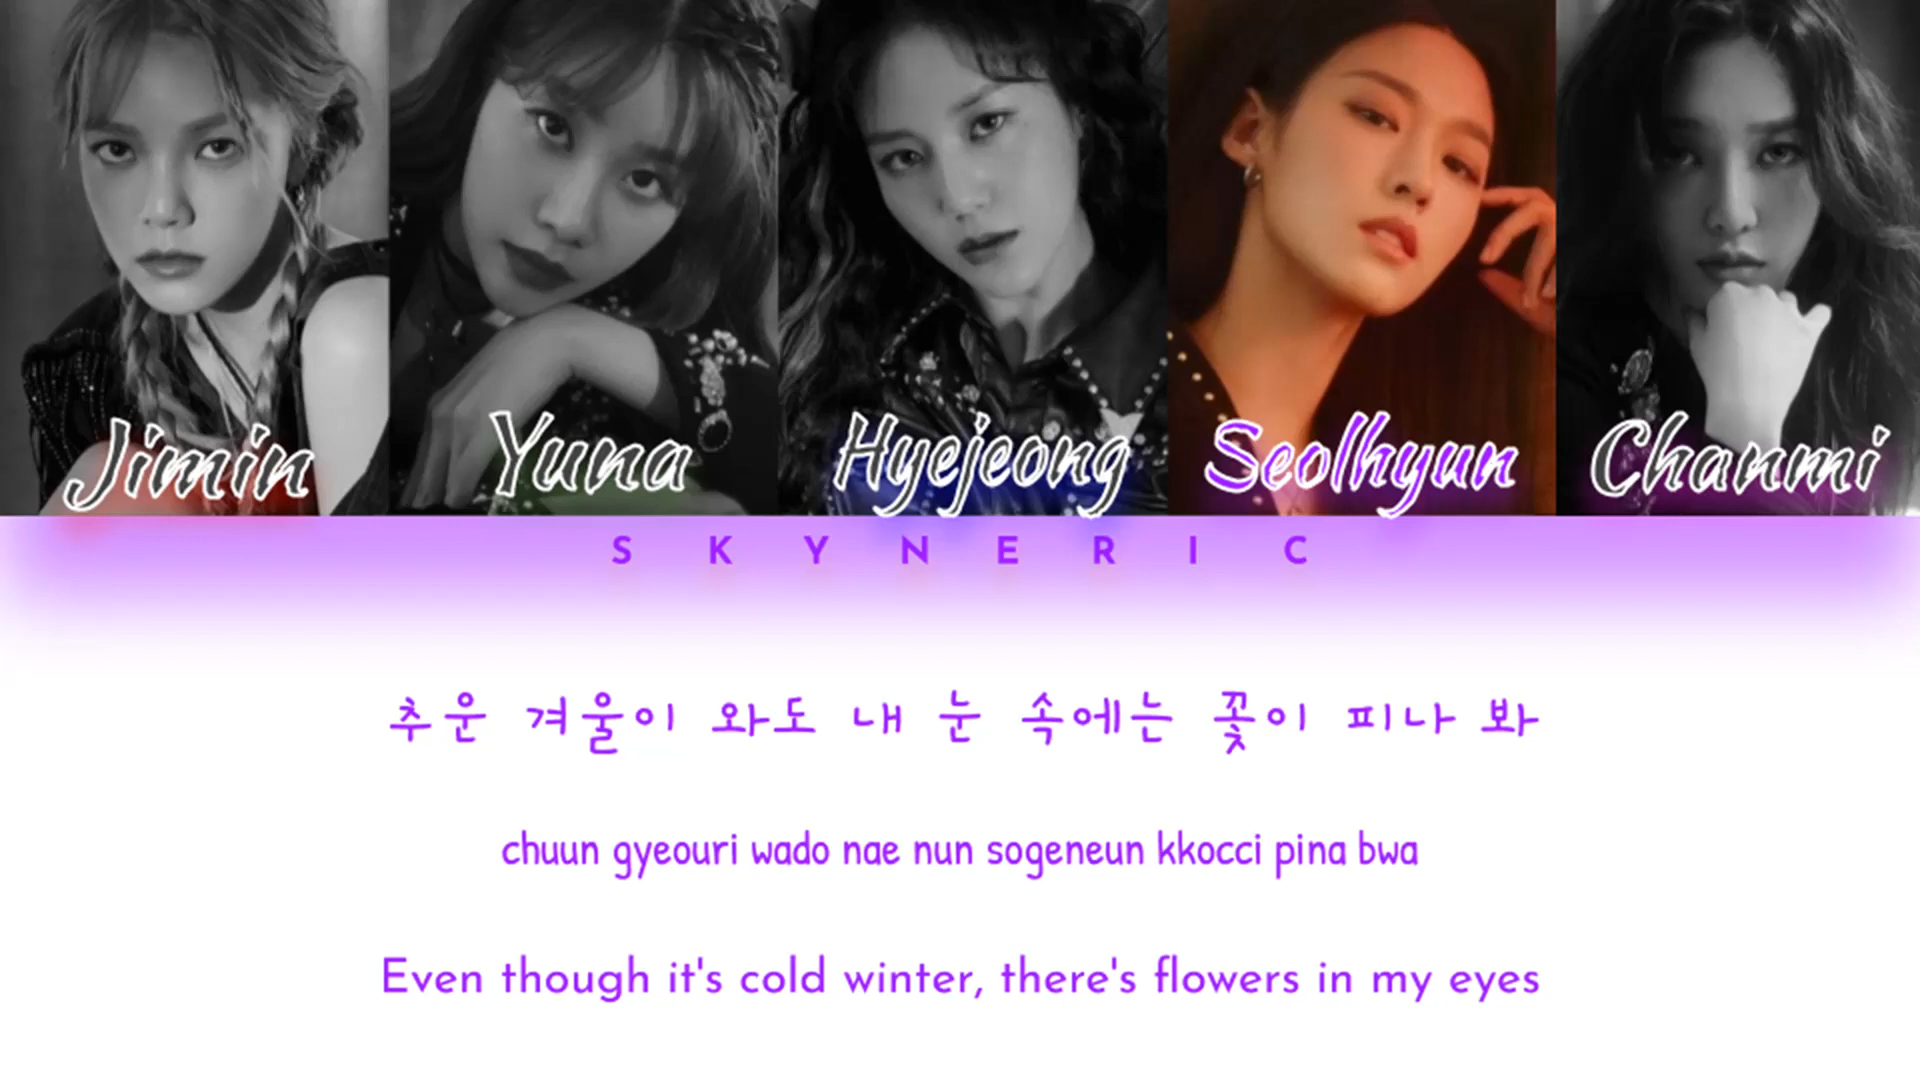 Jimin Yuna Hyejeong Seolhyun Chanmi
SKYNERIC
추운 겨울이 와도 내 눈 속에는 꽃이 피나 봐
chuun gyeouri wado nae nun sogeneun kkocci pina bwa
Even though it's cold winter, there's flowers in my eyes